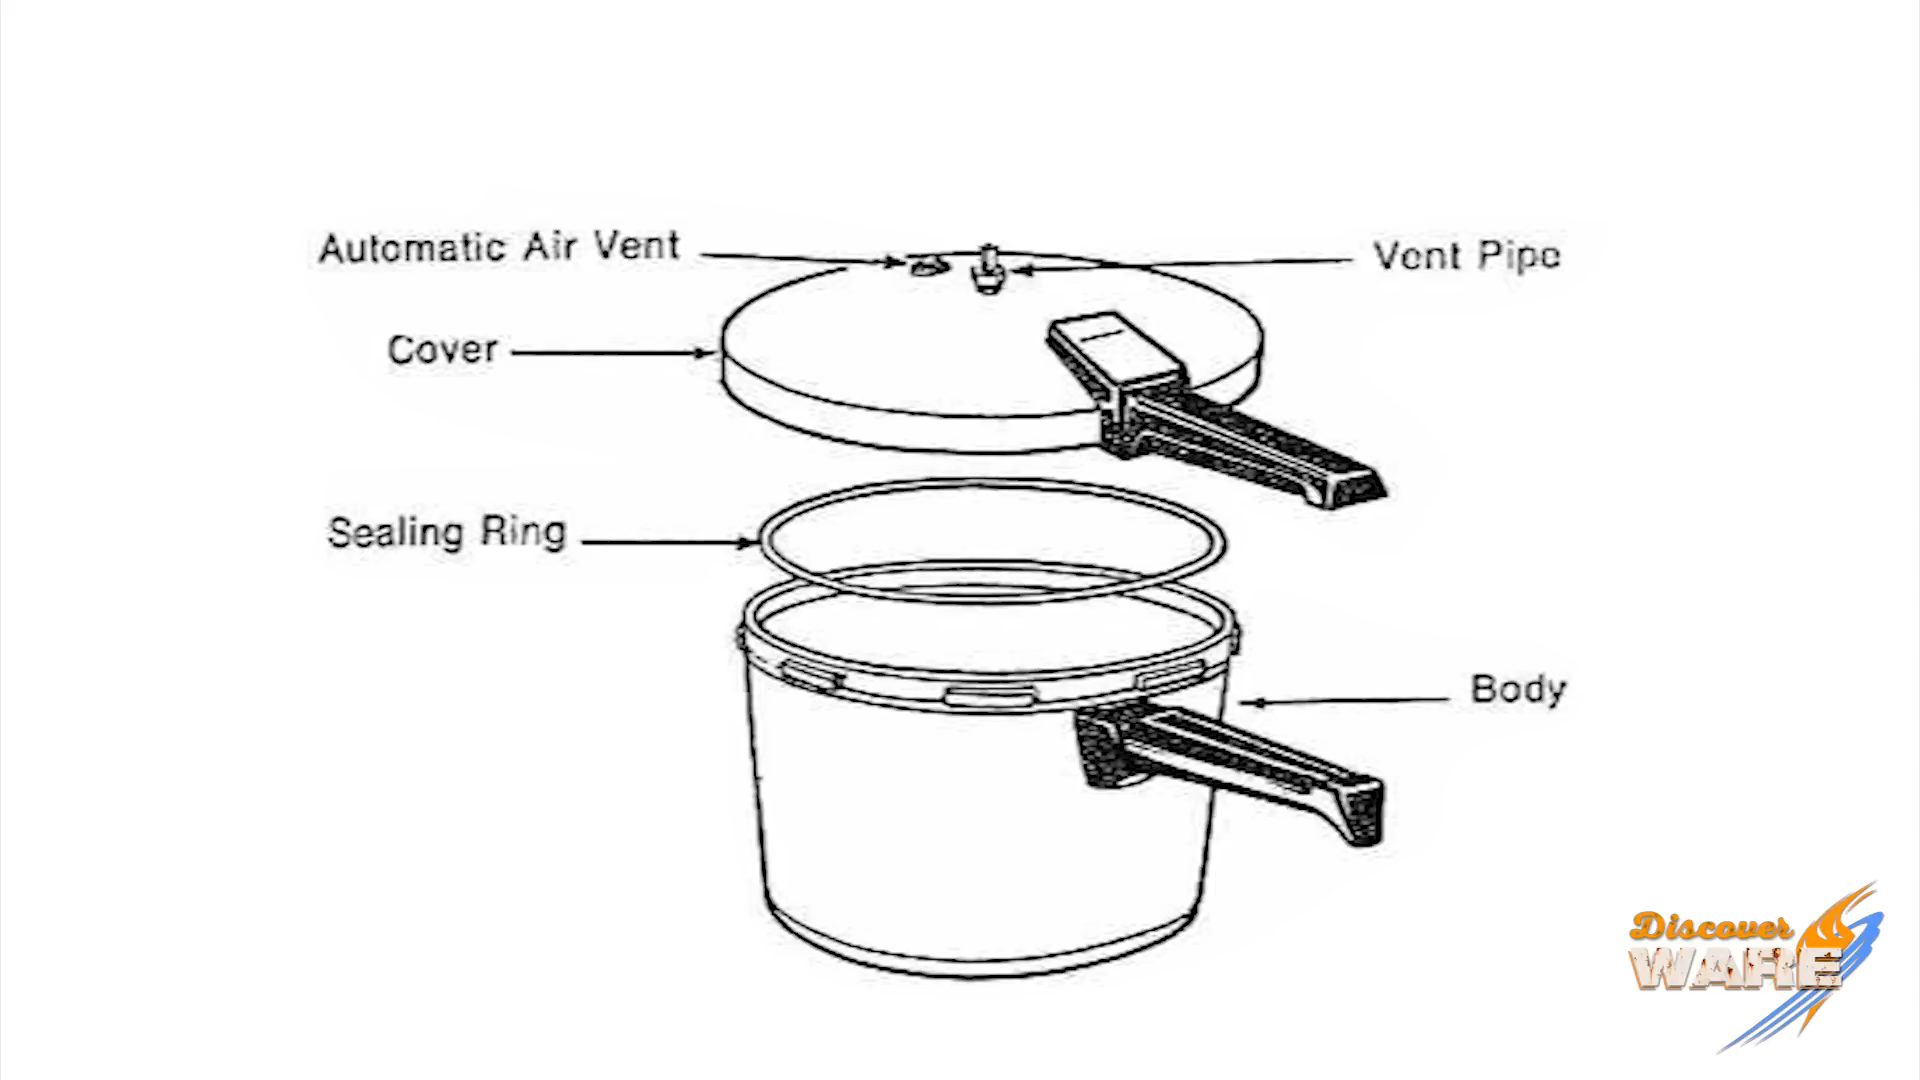 Automatic Air Vent
Vent Pipe
Cover
Sealing Ring
Body
Discover
WARE